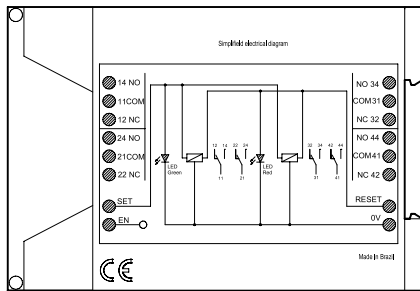 Simplifield electrical diagram
14 NO
11COM
12 NC
24 NO
21COM
22 NC
SET
EN
LED
Green
12 14
11
22 24
21
LED
Red
32 34
31
42 44
41
NO 34
COM31
NC 32
NO 44
COM41
NC 42
RESET
0V
Made in Brazil
CE